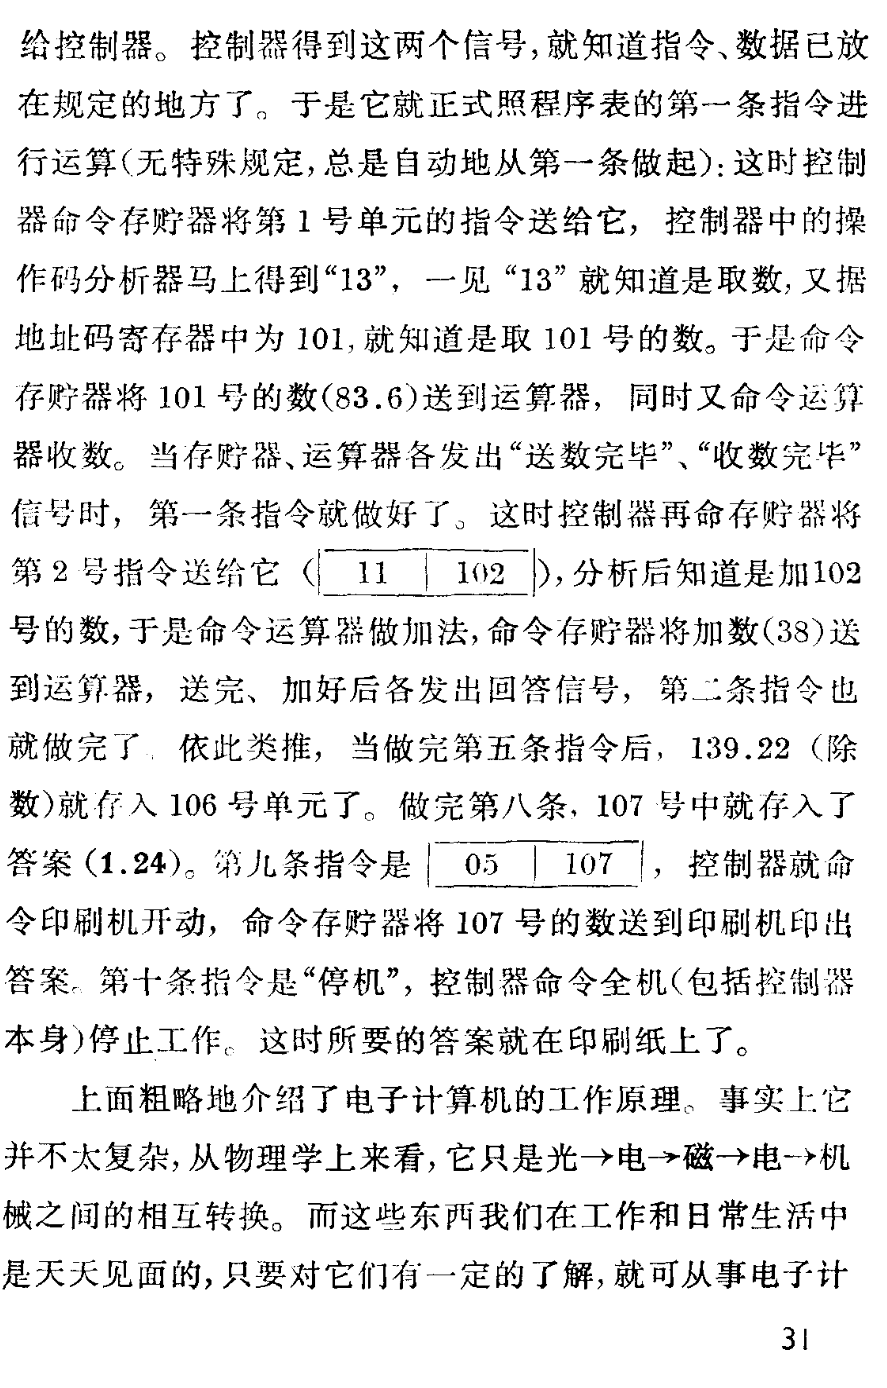 给控制器。控制器得到这两个信号,就知道指令、数据已放
在规定的地方了。于是它就正式照程序表的第一条指令进
行运算(无特殊规定,总是自动地从第一条做起):这时控制
器命令存贮器将第1号单元的指令送给它，控制器中的操
作码分析器马上得到“13”，一见“13”就知道是取数,又据
地址码寄存器中为101,就知道是取101号的数。于是命令
存贮器将101号的数(83.6)送到运算器，同时又命令运算
器收数。当存贮器、运算器各发出“送数完毕”、“收数完毕”
信号时，第一条指令就做好了。这时控制器再命存贮器将
第2号指令送给它（11 102),分析后知道是加102
号的数,于是命令运算器做加法,命令存贮器将加数(38)送
到运算器，送完、加好后各发出回答信号，第二条指令也
就做完了．依此类推，当做完第五条指令后，139.22（除
数)就存入106号单元了。做完第八条，107号中就存入了
答案(1.24)。第九条指令是 05 107，控制器就命
令印刷机开动，命令存贮器将107号的数送到印刷机印出
答案。第十条指令是“停机”，控制器命令全机(包括控制器
本身)停止工作。这时所要的答案就在印刷纸上了。
上面粗略地介绍了电子计算机的工作原理。事实上它
并不太复杂,从物理学上来看,它只是光→电→磁→电→机
械之间的相互转换。而这些东西我们在工作和日常生活中
是天天见面的,只要对它们有一定的了解,就可从事电子计
31